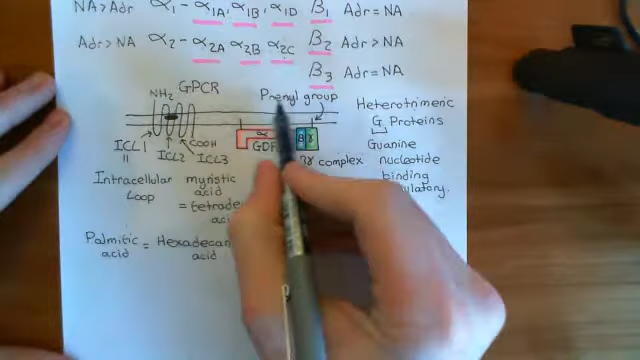 NA>Adr α1 - α1A, α1B, α1D β1 Adr = NA
Adr>NA α2 - α2A α2B α2C β2 Adr > NA
β3 Adr = NA
GPCR
NH2 Prenyl group
Heterotrimeric
G Proteins
α β γ
COOH GDP
ICL1 ICL2 ICL3 complex
Guanine
nucleotide
binding
||
Intracellular
Loop
myristic
acid
Palmitic
acid
= 
acid